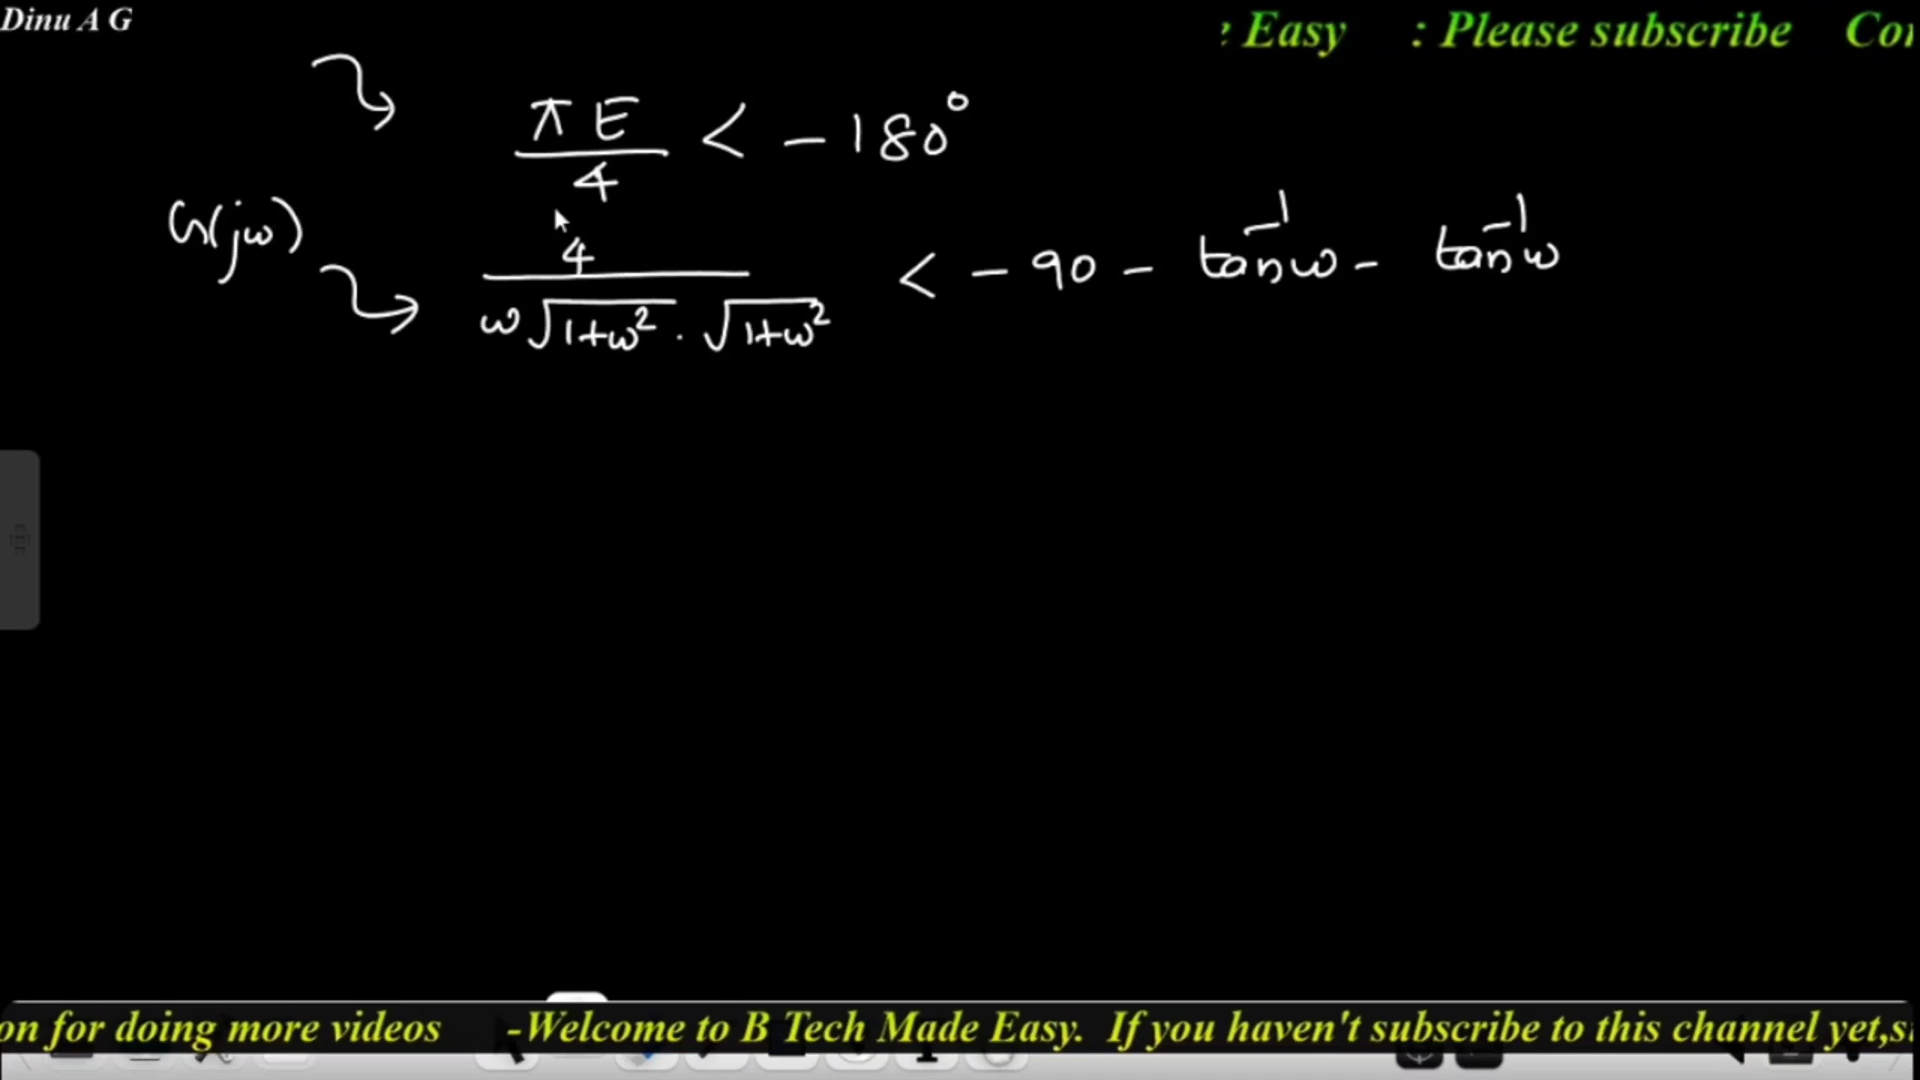 Dinu A G
Easy : Please subscribe
πE/4 < -180°
G(jω)
4/(ω√(1+ω²) · √(1+ω²)) < -90 - tan⁻¹ω - tan⁻¹ω
on for doing more videos -Welcome to B Tech Made Easy. If you haven't subscribe to this channel yet,